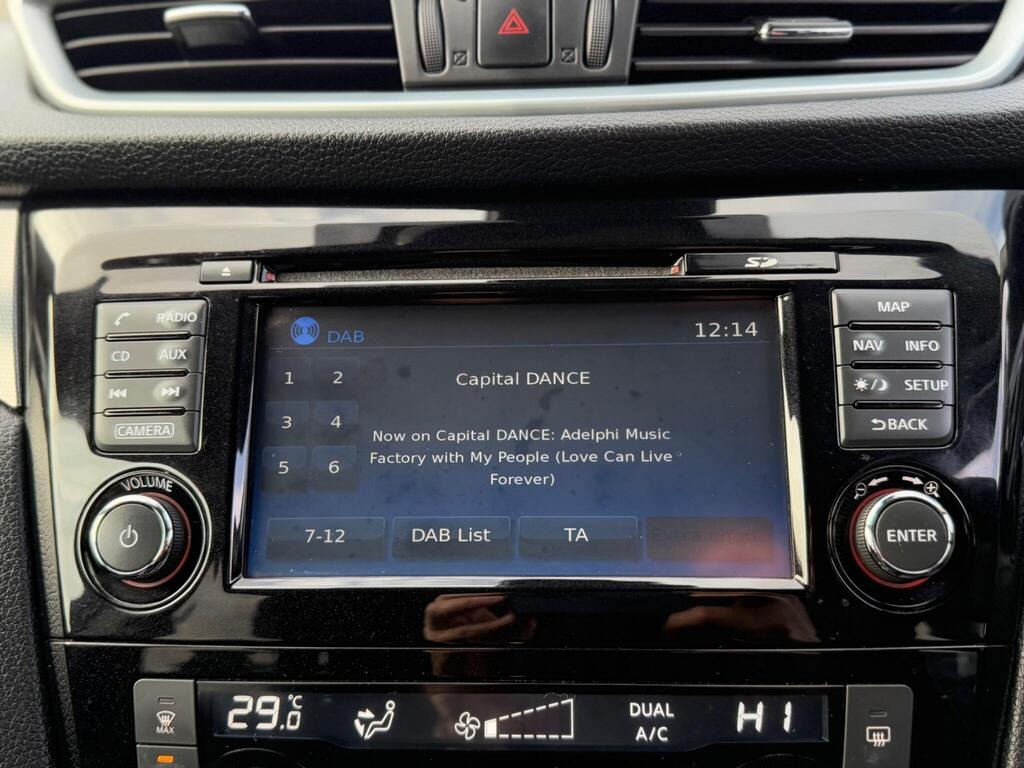 SD
RADIO
CD AUX
CAMERA
VOLUME
DAB
12:14
1 2
3 4
5 6
Capital DANCE
Now on Capital DANCE: Adelphi Music
Factory with My People (Love Can Live
Forever)
7-12
DAB List
TA
MAP
NAV INFO
SETUP
BACK
ENTER
MAX
29.0 °C
DUAL
A/C
HI